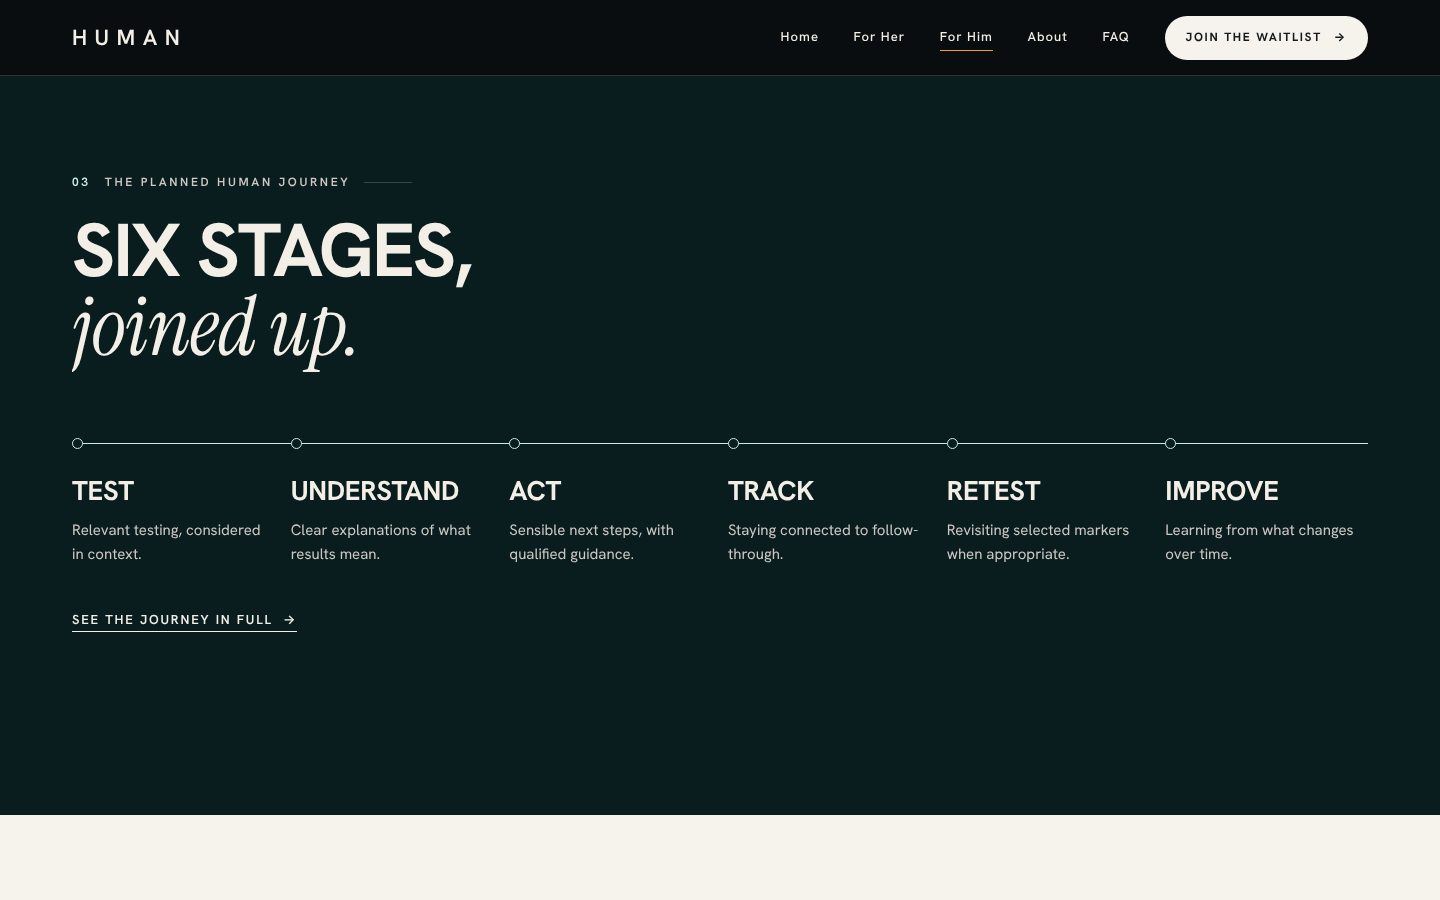 HUMAN
Home For Her For Him About FAQ JOIN THE WAITLIST →
03 THE PLANNED HUMAN JOURNEY
SIX STAGES,
joined up.
TEST
Relevant testing, considered
in context.
UNDERSTAND
Clear explanations of what
results mean.
ACT
Sensible next steps, with
qualified guidance.
TRACK
Staying connected to follow-
through.
RETEST
Revisiting selected markers
when appropriate.
IMPROVE
Learning from what changes
over time.
SEE THE JOURNEY IN FULL →